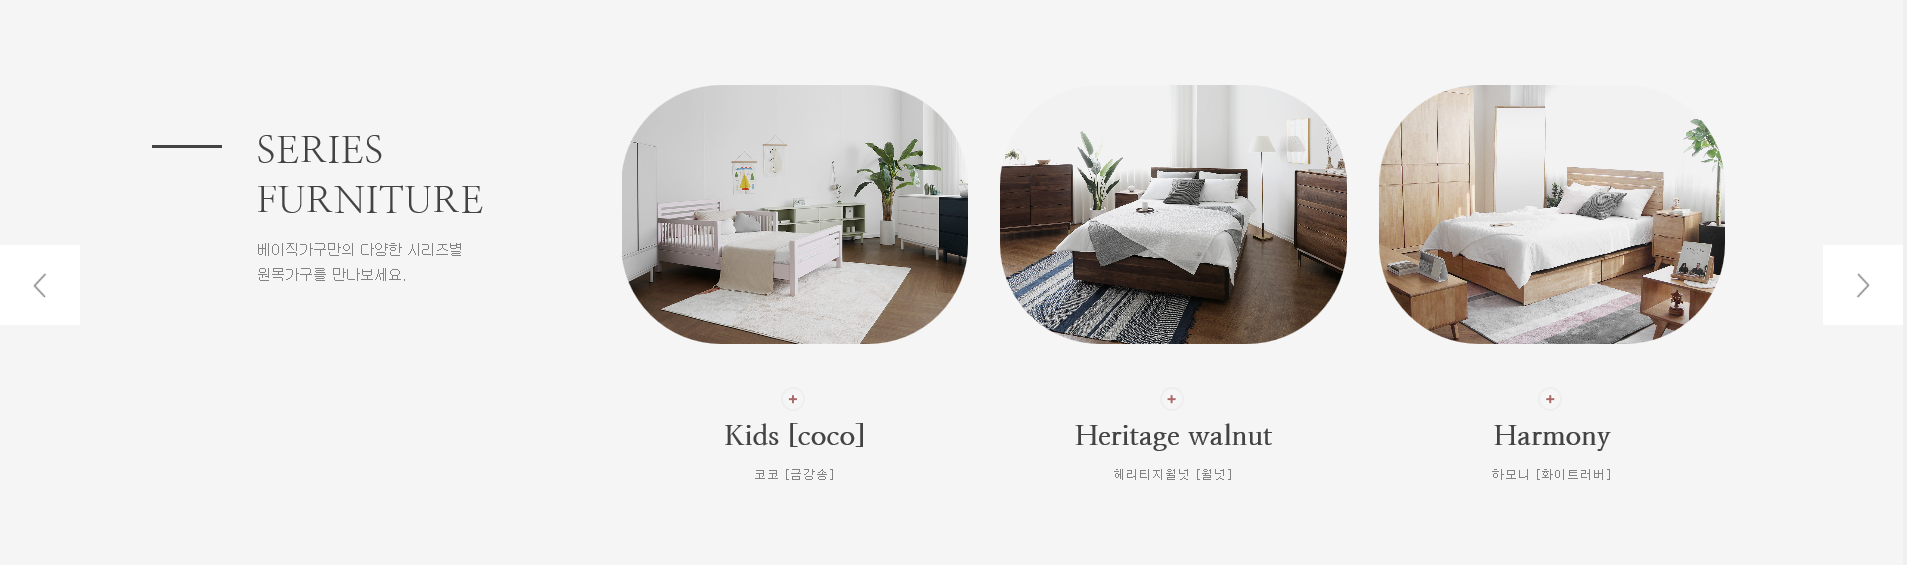 SERIES
FURNITURE
베이직가구만의 다양한 시리즈별
원목가구를 만나보세요.
Kids [coco]
코코 [금강송]
Heritage walnut
헤리티지월넛 [월넛]
Harmony
하모니 [화이트러버]